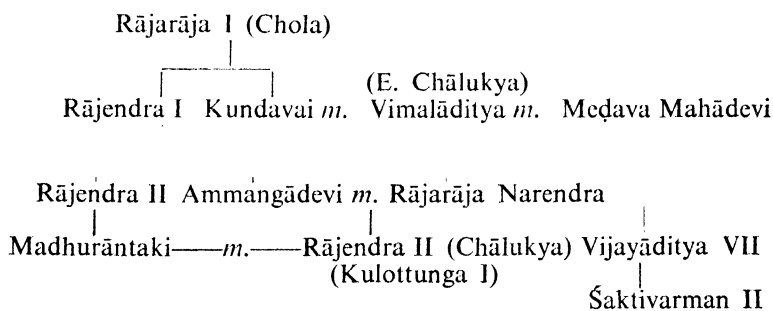 Rājarāja I (Chola)
(E. Chālukya)
Rājendra I Kundavai m. Vimalāditya m. Meḍava Mahādevi
Rājendra II Ammangādevi m. Rājarāja Narendra
Madhurāntaki——m.——Rājendra II (Chālukya) Vijayāditya VII
(Kulottunga I)
Śaktivarman II